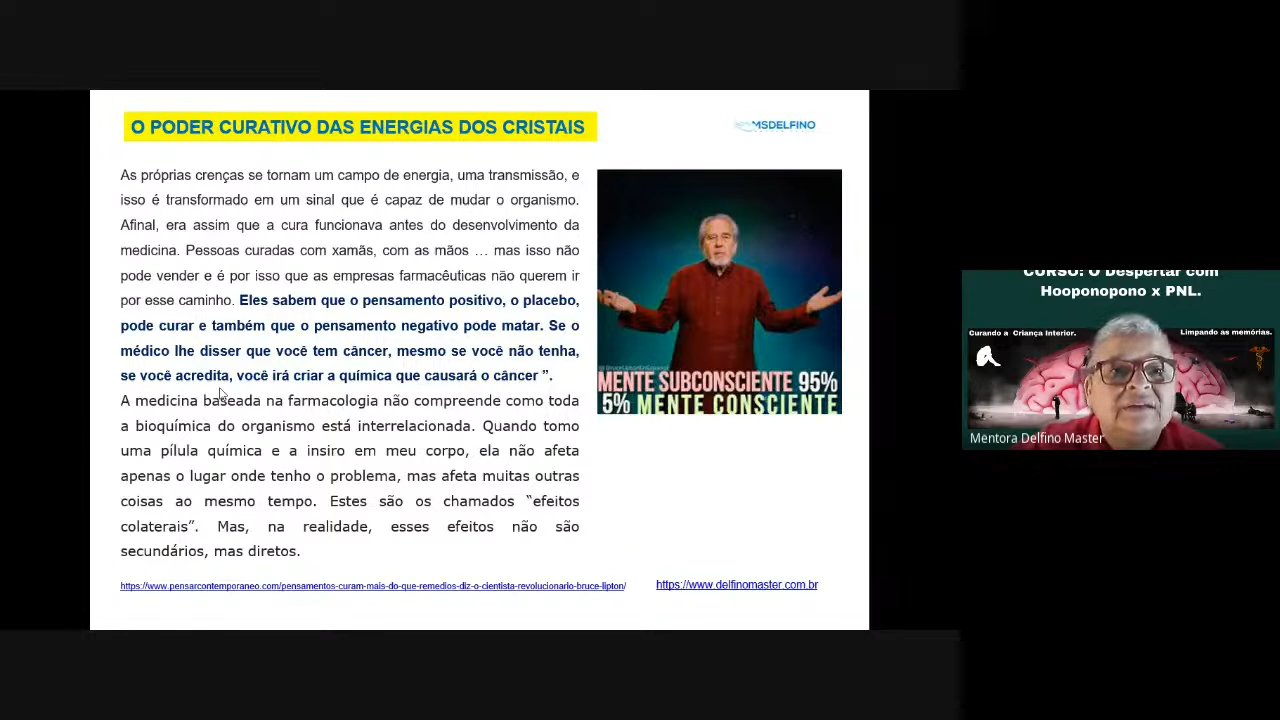 O PODER CURATIVO DAS ENERGIAS DOS CRISTAIS
MSDELFINO
As próprias crenças se tornam um campo de energia, uma transmissão, e
isso é transformado em um sinal que é capaz de mudar o organismo.
Afinal, era assim que a cura funcionava antes do desenvolvimento da
medicina. Pessoas curadas com xamãs, com as mãos … mas isso não
pode vender e é por isso que as empresas farmacêuticas não querem ir
por esse caminho. Eles sabem que o pensamento positivo, o placebo,
pode curar e também que o pensamento negativo pode matar. Se o
médico lhe disser que você tem câncer, mesmo se você não tenha,
se você acredita, você irá criar a química que causará o câncer ”.
A medicina baseada na farmacologia não compreende como toda
a bioquímica do organismo está interrelacionada. Quando tomo
uma pílula química e a insiro em meu corpo, ela não afeta
apenas o lugar onde tenho o problema, mas afeta muitas outras
coisas ao mesmo tempo. Estes são os chamados “efeitos
colaterais”. Mas, na realidade, esses efeitos não são
secundários, mas diretos.
MENTE SUBCONSCIENTE 95%
5% MENTE CONSCIENTE
https://www.pensarcontemporaneo.com/pensamentos-curam-mais-do-que-remedios-diz-o-cientista-revolucionario-bruce-lipton/
https://www.delfinomaster.com.br
CURSO: O Despertar com
Hooponopono x PNL.
Curando a Criança Interior.
Limpando as memórias.
Mentora Delfino Master